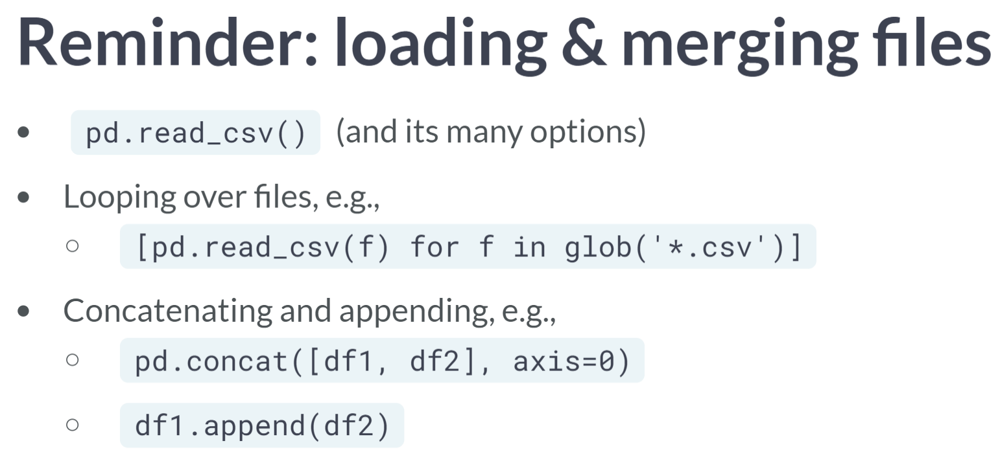 Reminder: loading & merging files
• pd.read_csv() (and its many options)
• Looping over files, e.g.,
○ [pd.read_csv(f) for f in glob('*.csv')]
• Concatenating and appending, e.g.,
○ pd.concat([df1, df2], axis=0)
○ df1.append(df2)